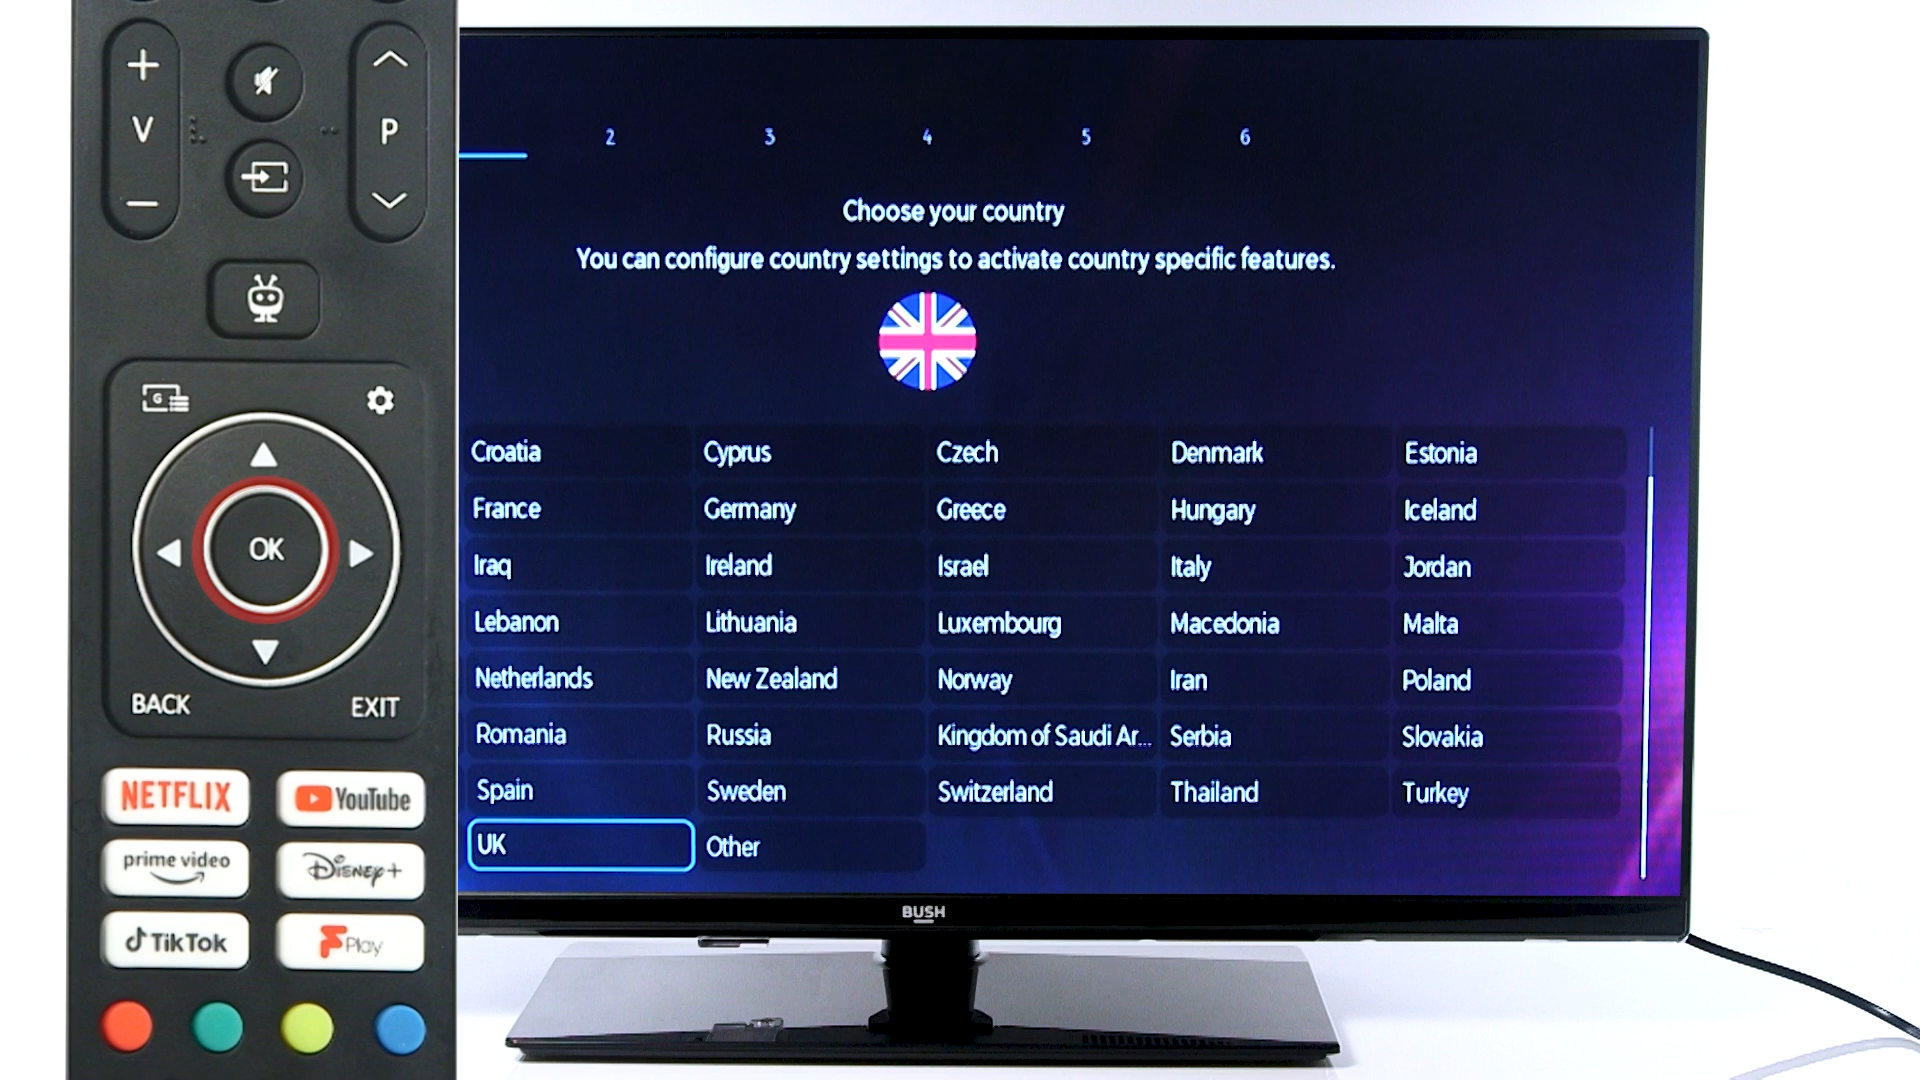 V
P
OK
BACK
EXIT
NETFLIX
YouTube
prime video
Disney+
TikTok
F Play
2 3 4 5 6
Choose your country
You can configure country settings to activate country specific features.
Croatia Cyprus Czech Denmark Estonia
France Germany Greece Hungary Iceland
Iraq Ireland Israel Italy Jordan
Lebanon Lithuania Luxembourg Macedonia Malta
Netherlands New Zealand Norway Iran Poland
Romania Russia Kingdom of Saudi Ar... Serbia Slovakia
Spain Sweden Switzerland Thailand Turkey
UK Other
BUSH